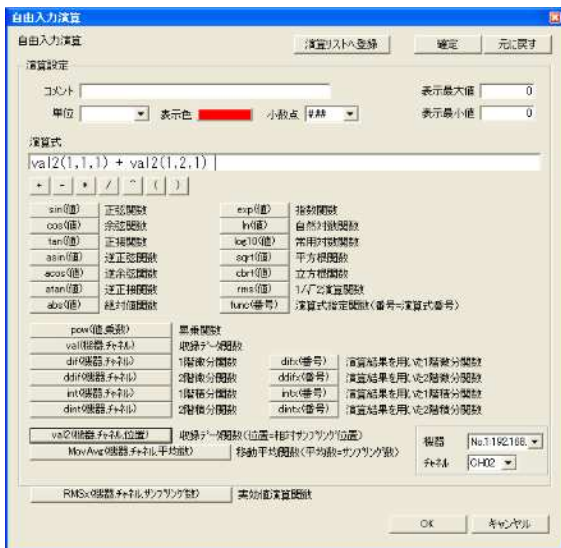 自由入力演算
自由入力演算 演算リストへ登録 確定 元に戻す
演算設定
コメント 表示最大値 0
単位 表示色 小数点 #.## 表示最小値 0
演算式
val2(1,1,1) + val2(1,2,1)
+ - * / ^ ( )
sin(値) 正弦関数 exp(値) 指数関数
cos(値) 余弦関数 ln(値) 自然対数関数
tan(値) 正接関数 log10(値) 常用対数関数
asin(値) 逆正弦関数 sqrt(値) 平方根関数
acos(値) 逆余弦関数 cbrt(値) 立方根関数
atan(値) 逆正接関数 rms(値) 1/√2演算関数
abs(値) 絶対値関数 func(番号) 演算式指定関数(番号=演算式番号)
pow(値,乗数) 累乗関数
val(機器,チャネル) 収録データ関数
dif(機器,チャネル) 1階微分関数 difx(番号) 演算結果を用いた1階微分関数
ddif(機器,チャネル) 2階微分関数 ddifx(番号) 演算結果を用いた2階微分関数
int(機器,チャネル) 1階積分関数 intx(番号) 演算結果を用いた1階積分関数
dint(機器,チャネル) 2階積分関数 dintx(番号) 演算結果を用いた2階積分関数
val2(機器,チャネル,位置) 収録データ関数(位置=相対サンプリング位置) 機器 No.1:192.168.
MovAvg(機器,チャネル,平均数) 移動平均関数(平均数=サンプリング数) チャネル CH02
RMSx(機器,チャネル,サンプリング数) 実効値演算関数
OK キャンセル